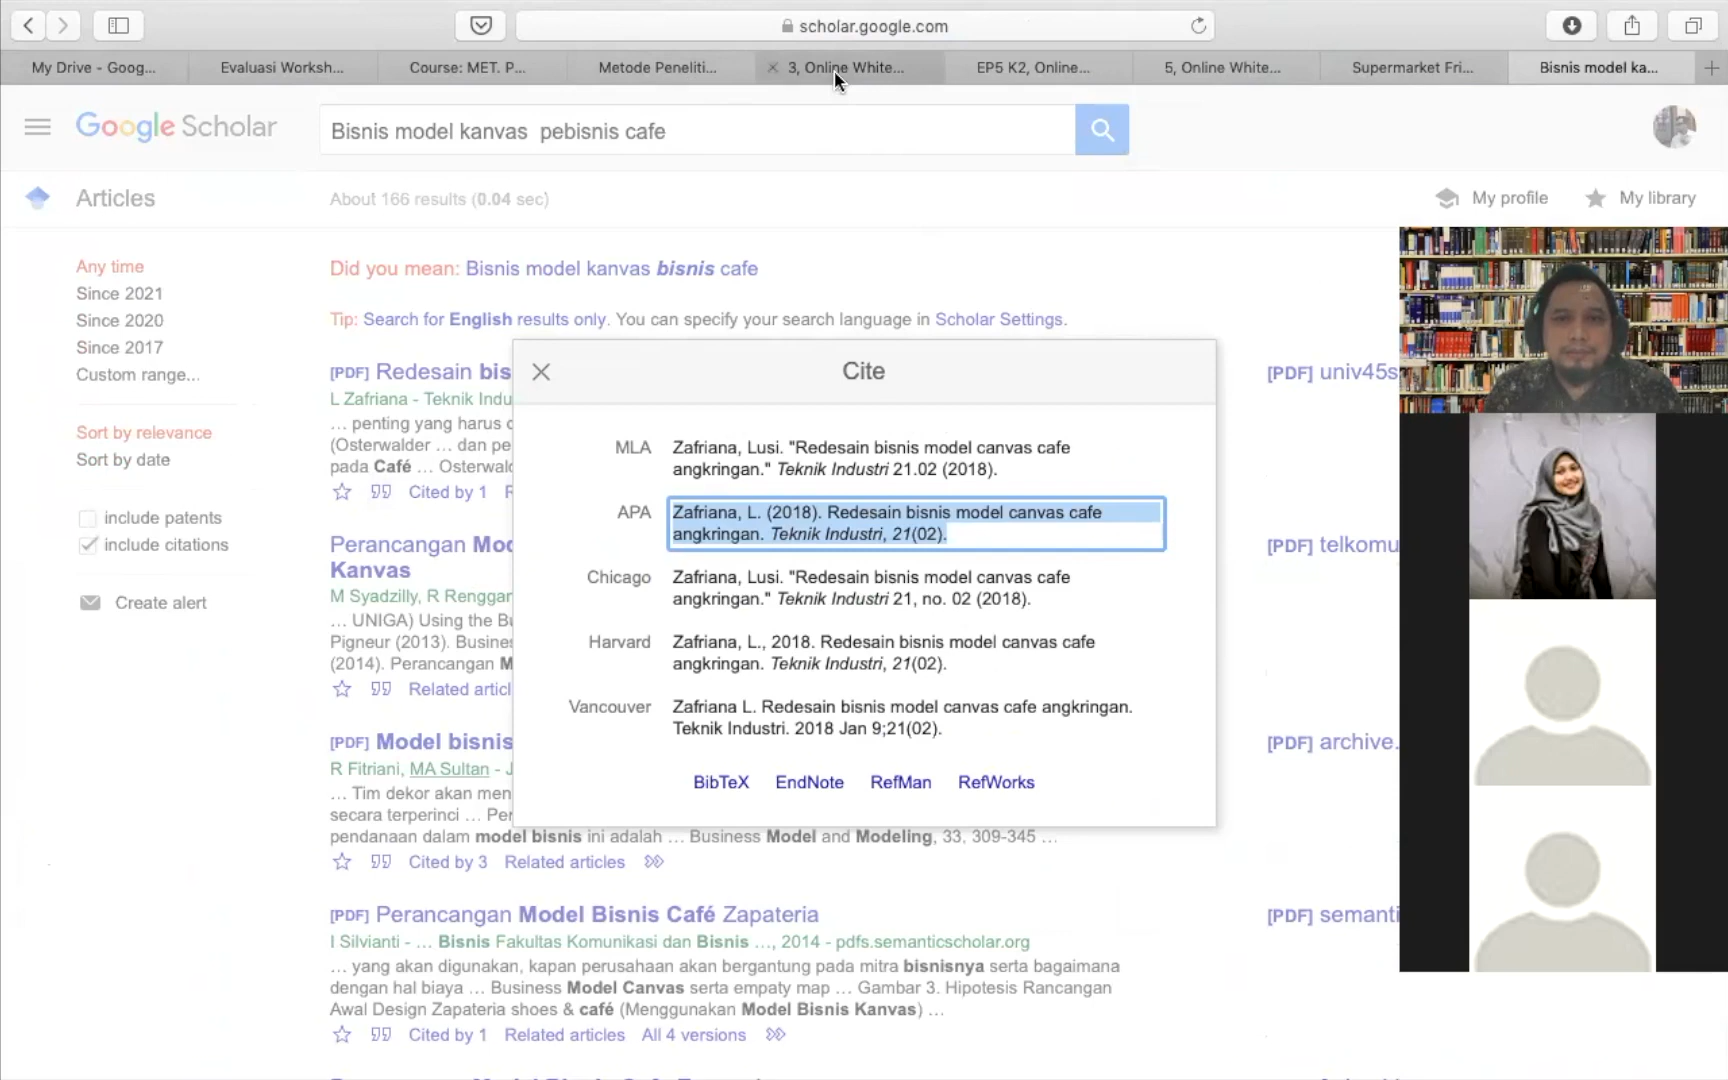 scholar.google.com
My Drive - Goog...
Evaluasi Worksh...
Course: MET. P...
Metode Peneliti...
3, Online White...
EP5 K2, Online...
5, Online White...
Supermarket Fri...
Bisnis model ka...
Google Scholar
Bisnis model kanvas  pebisnis cafe
Articles
About 166 results (0.04 sec)
My profile
My library
Any time
Since 2021
Since 2020
Since 2017
Custom range...
Sort by relevance
Sort by date
include patents
include citations
Create alert
Did you mean: Bisnis model kanvas bisnis cafe
Tip: Search for English results only. You can specify your search language in Scholar Settings.
[PDF] Redesain bis
L Zafriana - Teknik Indu
... penting yang harus
(Osterwalder ... dan pe
pada Café ... Osterwald
Cited by 1
[PDF] univ45s
Perancangan Mod
Kanvas
M Syadzilly, R Renggan
... UNIGA) Using the Bu
Pigneur (2013). Busines
(2014). Perancangan M
Related articl
[PDF] telkomu
[PDF] Model bisnis
R Fitriani, MA Sultan - J
... Tim dekor akan men
secara terperinci ... Per
pendanaan dalam model bisnis ini adalah ... Business Model and Modeling, 33, 309-345 ...
Cited by 3 Related articles
[PDF] archive.
[PDF] Perancangan Model Bisnis Café Zapateria
I Silvianti - ... Bisnis Fakultas Komunikasi dan Bisnis ..., 2014 - pdfs.semanticscholar.org
... yang akan digunakan, kapan perusahaan akan bergantung pada mitra bisnisnya serta bagaimana
dengan hal biaya ... Business Model Canvas serta empaty map ... Gambar 3. Hipotesis Rancangan
Awal Design Zapateria shoes & café (Menggunakan Model Bisnis Kanvas) ...
Cited by 1 Related articles All 4 versions
[PDF] semanti
Cite
MLA
Zafriana, Lusi. "Redesain bisnis model canvas cafe
angkringan." Teknik Industri 21.02 (2018).
APA
Zafriana, L. (2018). Redesain bisnis model canvas cafe
angkringan. Teknik Industri, 21(02).
Chicago
Zafriana, Lusi. "Redesain bisnis model canvas cafe
angkringan." Teknik Industri 21, no. 02 (2018).
Harvard
Zafriana, L., 2018. Redesain bisnis model canvas cafe
angkringan. Teknik Industri, 21(02).
Vancouver
Zafriana L. Redesain bisnis model canvas cafe angkringan.
Teknik Industri. 2018 Jan 9;21(02).
BibTeX EndNote RefMan RefWorks